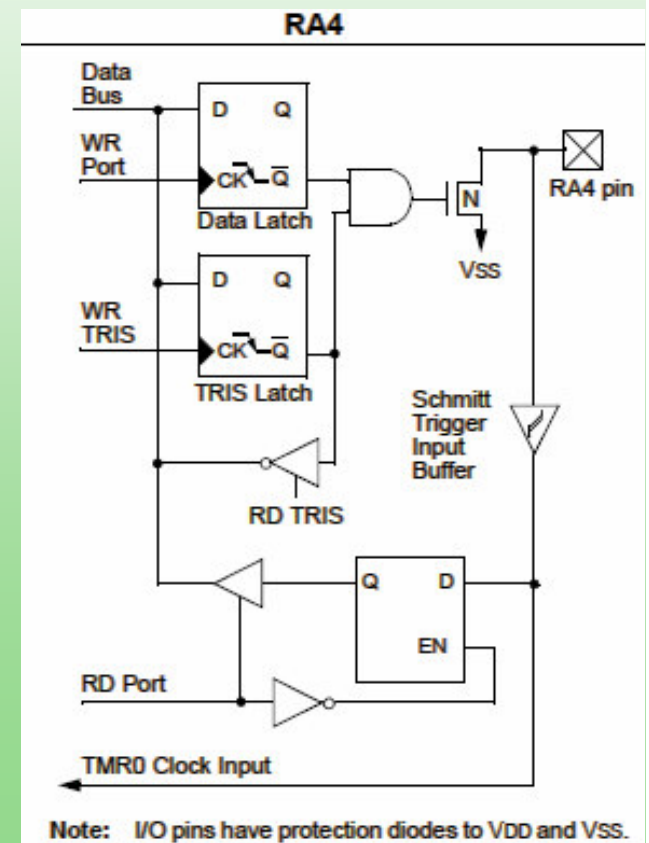 RA4
Data
Bus
D Q
WR
Port
CK Q
Data Latch
N
RA4 pin
VSS
D Q
WR
TRIS
CK Q
TRIS Latch
Schmitt
Trigger
Input
Buffer
RD TRIS
Q D
EN
RD Port
TMR0 Clock Input
Note: I/O pins have protection diodes to VDD and VSS.